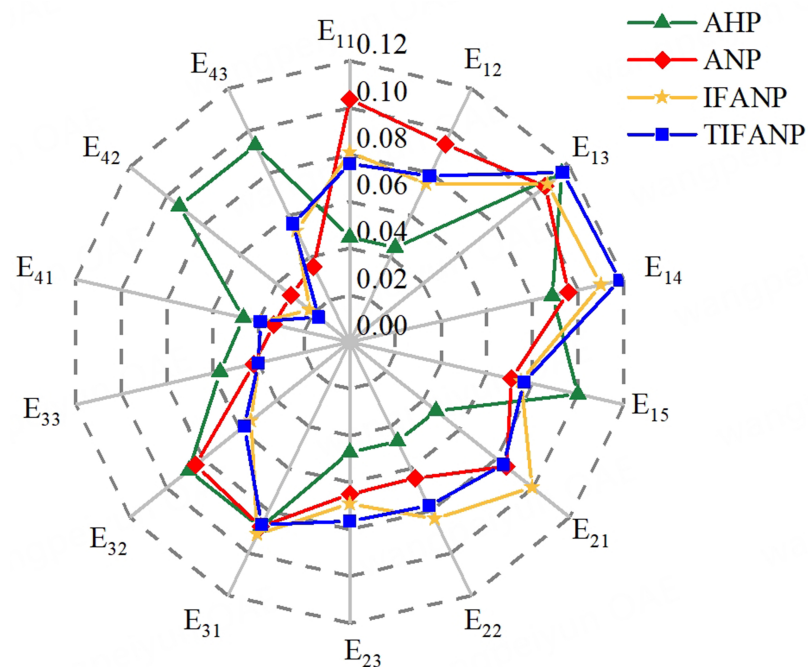 AHP
ANP
IFANP
TIFANP
E11
0.12
0.10
0.08
0.06
0.04
0.02
0.00
E12
E13
E14
E15
E21
E22
E23
E31
E32
E33
E41
E42
E43